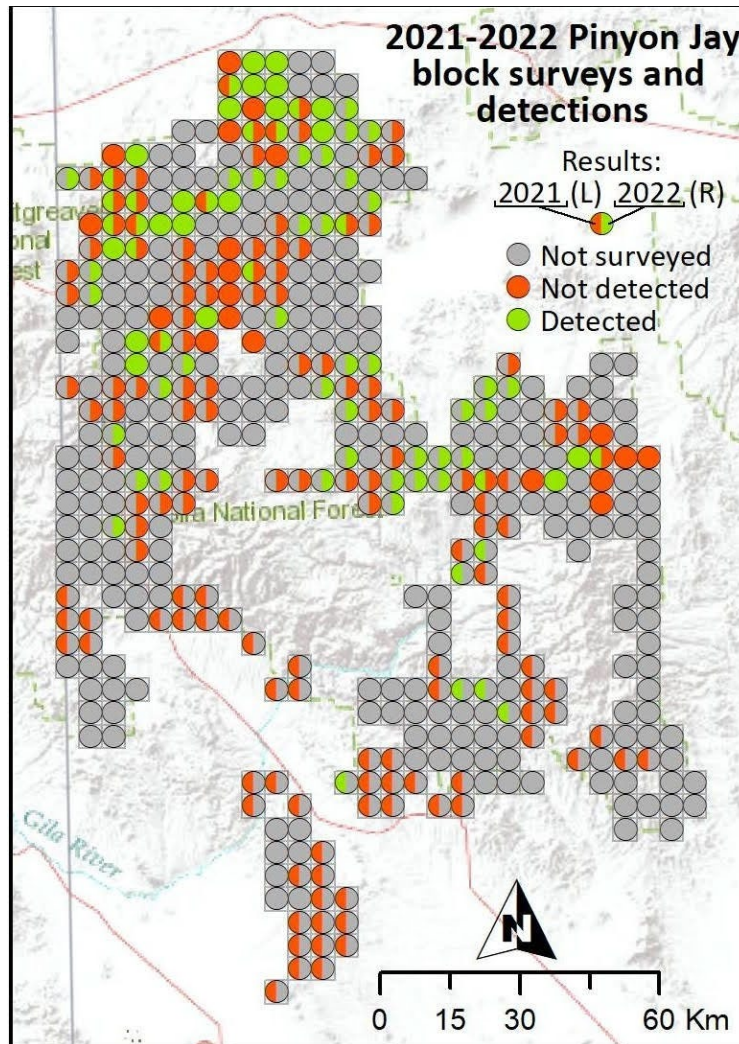 2021-2022 Pinyon Jay
block surveys and
detections
Results:
2021 (L) 2022 (R)
Not surveyed
Not detected
Detected
National Forest
Gila River
N
0 15 30 60 Km